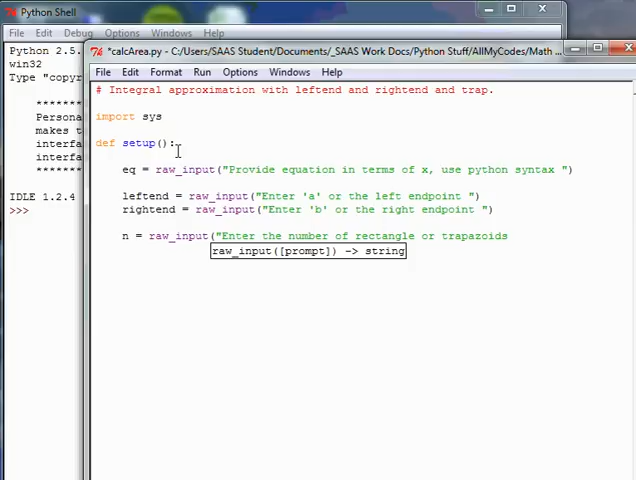 Python Shell
File Edit Debug Options Windows Help
Python 2.5.
win32
Type "copyr
*******
Persona
makes t
interfa
interfa
*******
IDLE 1.2.4
>>>
*calcArea.py - C:/Users/SAAS Student/Documents/_SAAS Work Docs/Python Stuff/AllMyCodes/Math ...
File Edit Format Run Options Windows Help
# Integral approximation with leftend and rightend and trap.
import sys
def setup():
eq = raw_input("Provide equation in terms of x, use python syntax ")
leftend = raw_input("Enter 'a' or the left endpoint ")
rightend = raw_input("Enter 'b' or the right endpoint ")
n = raw_input("Enter the number of rectangle or trapazoids
raw_input([prompt]) -> string